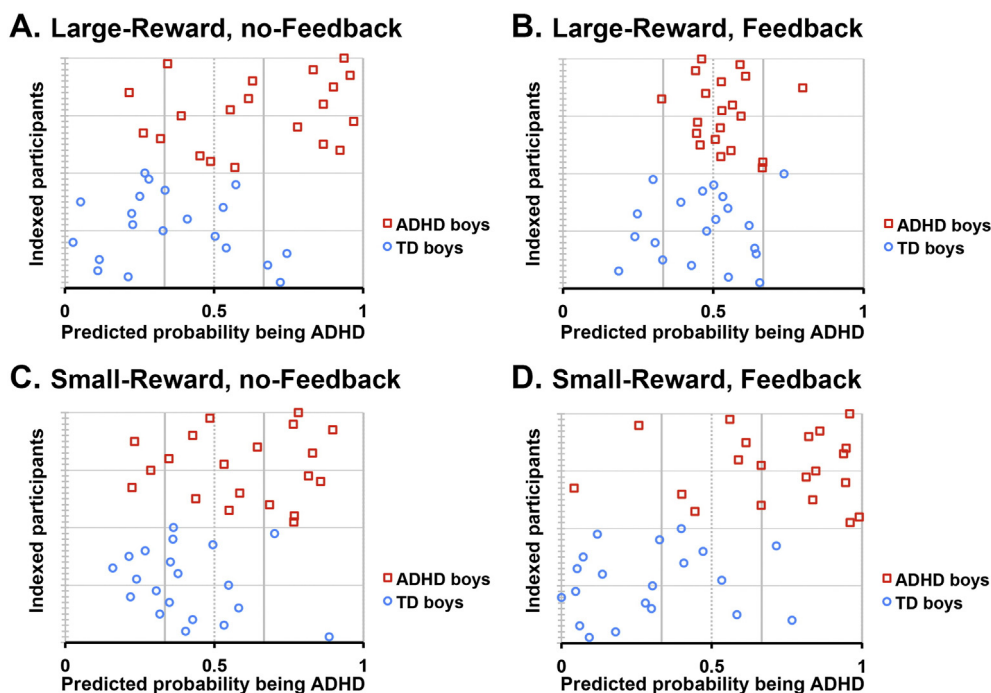 A. Large-Reward, no-Feedback
Indexed participants
ADHD boys
TD boys
0 0.5 1
Predicted probability being ADHD
B. Large-Reward, Feedback
Indexed participants
ADHD boys
TD boys
0 0.5 1
Predicted probability being ADHD
C. Small-Reward, no-Feedback
Indexed participants
ADHD boys
TD boys
0 0.5 1
Predicted probability being ADHD
D. Small-Reward, Feedback
Indexed participants
ADHD boys
TD boys
0 0.5 1
Predicted probability being ADHD